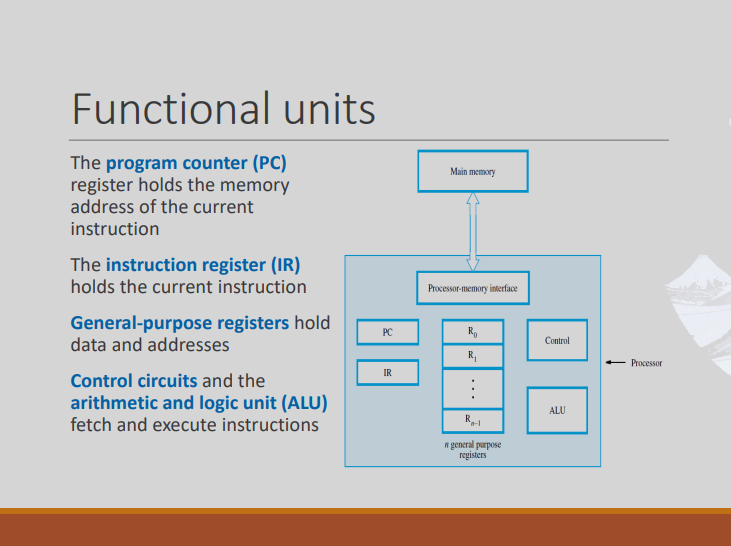 Functional units
The program counter (PC)
register holds the memory
address of the current
instruction
The instruction register (IR)
holds the current instruction
General-purpose registers hold
data and addresses
Control circuits and the
arithmetic and logic unit (ALU)
fetch and execute instructions
Main memory
Processor-memory interface
PC
IR
R0
R1
⋮
Rn–1
n general purpose
registers
Control
ALU
Processor